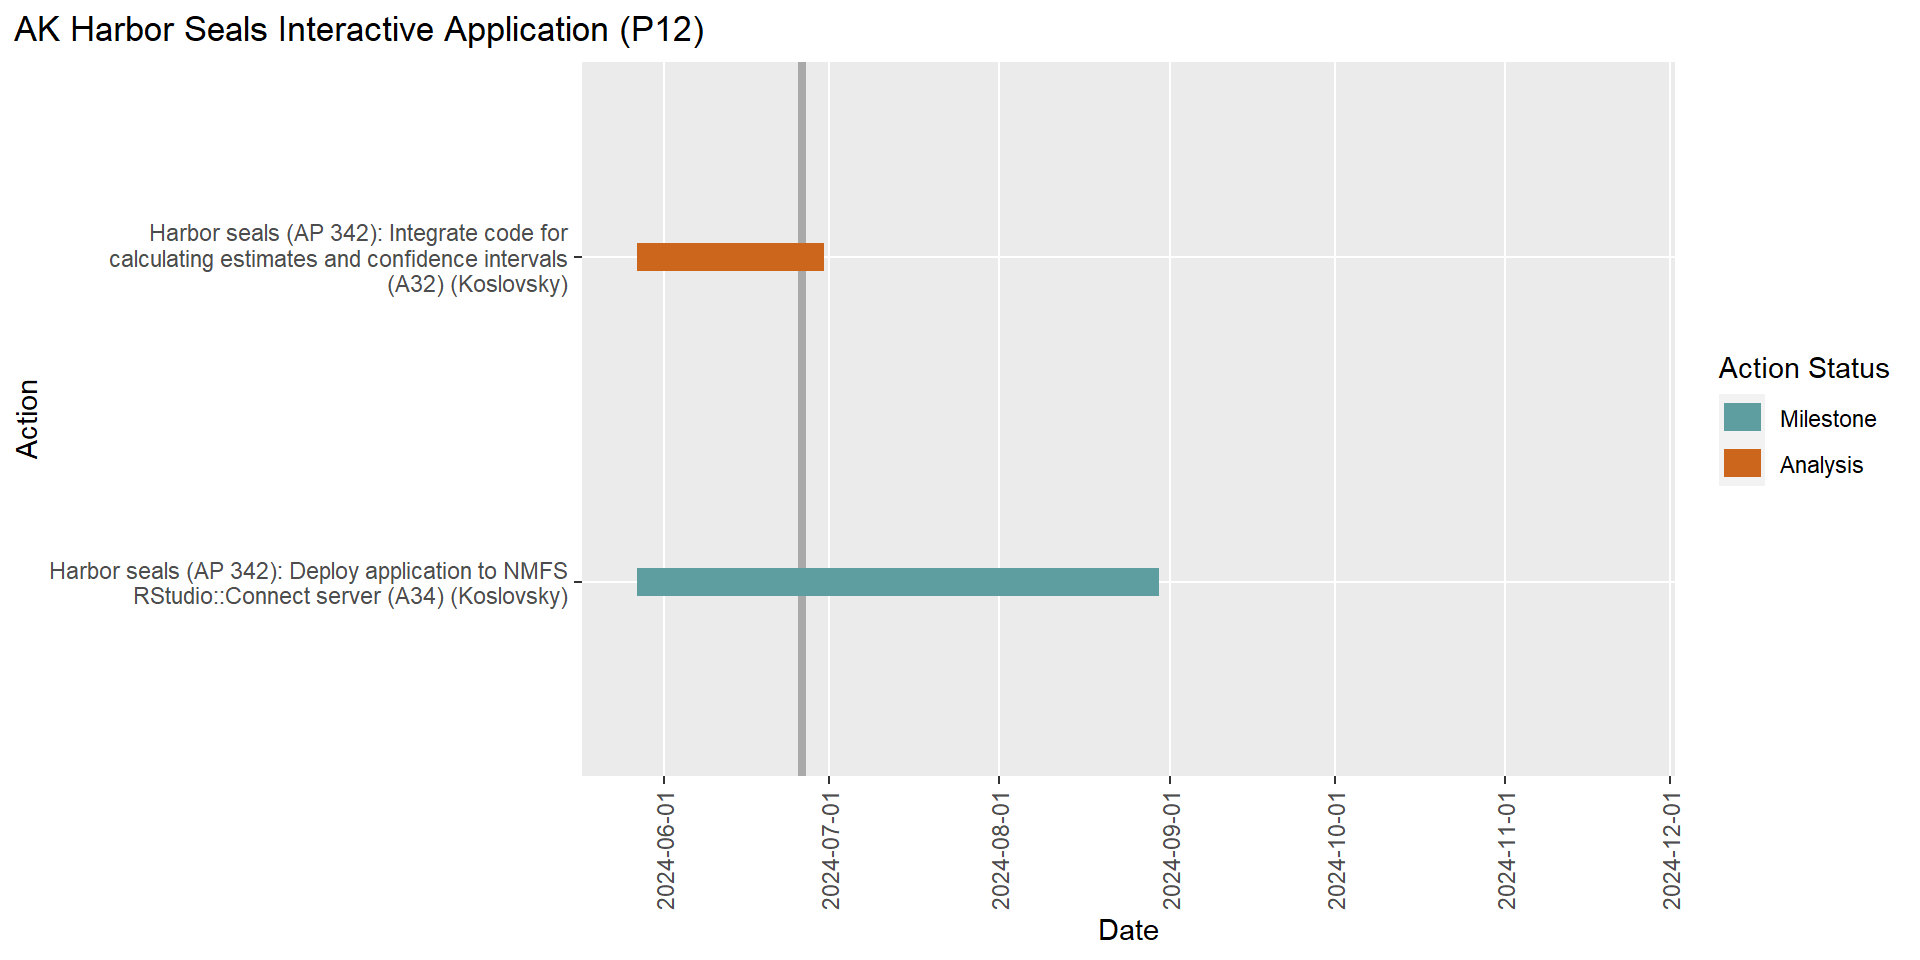 AK Harbor Seals Interactive Application (P12)
Harbor seals (AP 342): Integrate code for
calculating estimates and confidence intervals
(A32) (Koslovsky)
Harbor seals (AP 342): Deploy application to NMFS
RStudio::Connect server (A34) (Koslovsky)
Action
2024-06-01
2024-07-01
2024-08-01
2024-09-01
2024-10-01
2024-11-01
2024-12-01
Date
Action Status
Milestone
Analysis